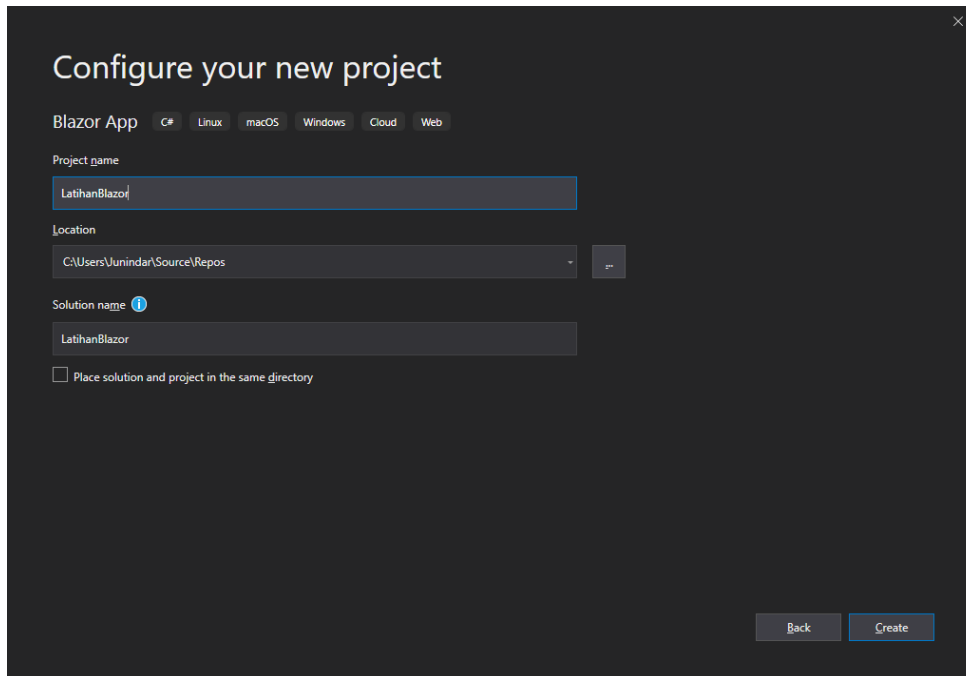 Configure your new project
Blazor App C# Linux macOS Windows Cloud Web
Project name
LatihanBlazor
Location
C:\Users\Junindar\Source\Repos
...
Solution name
LatihanBlazor
Place solution and project in the same directory
Back Create